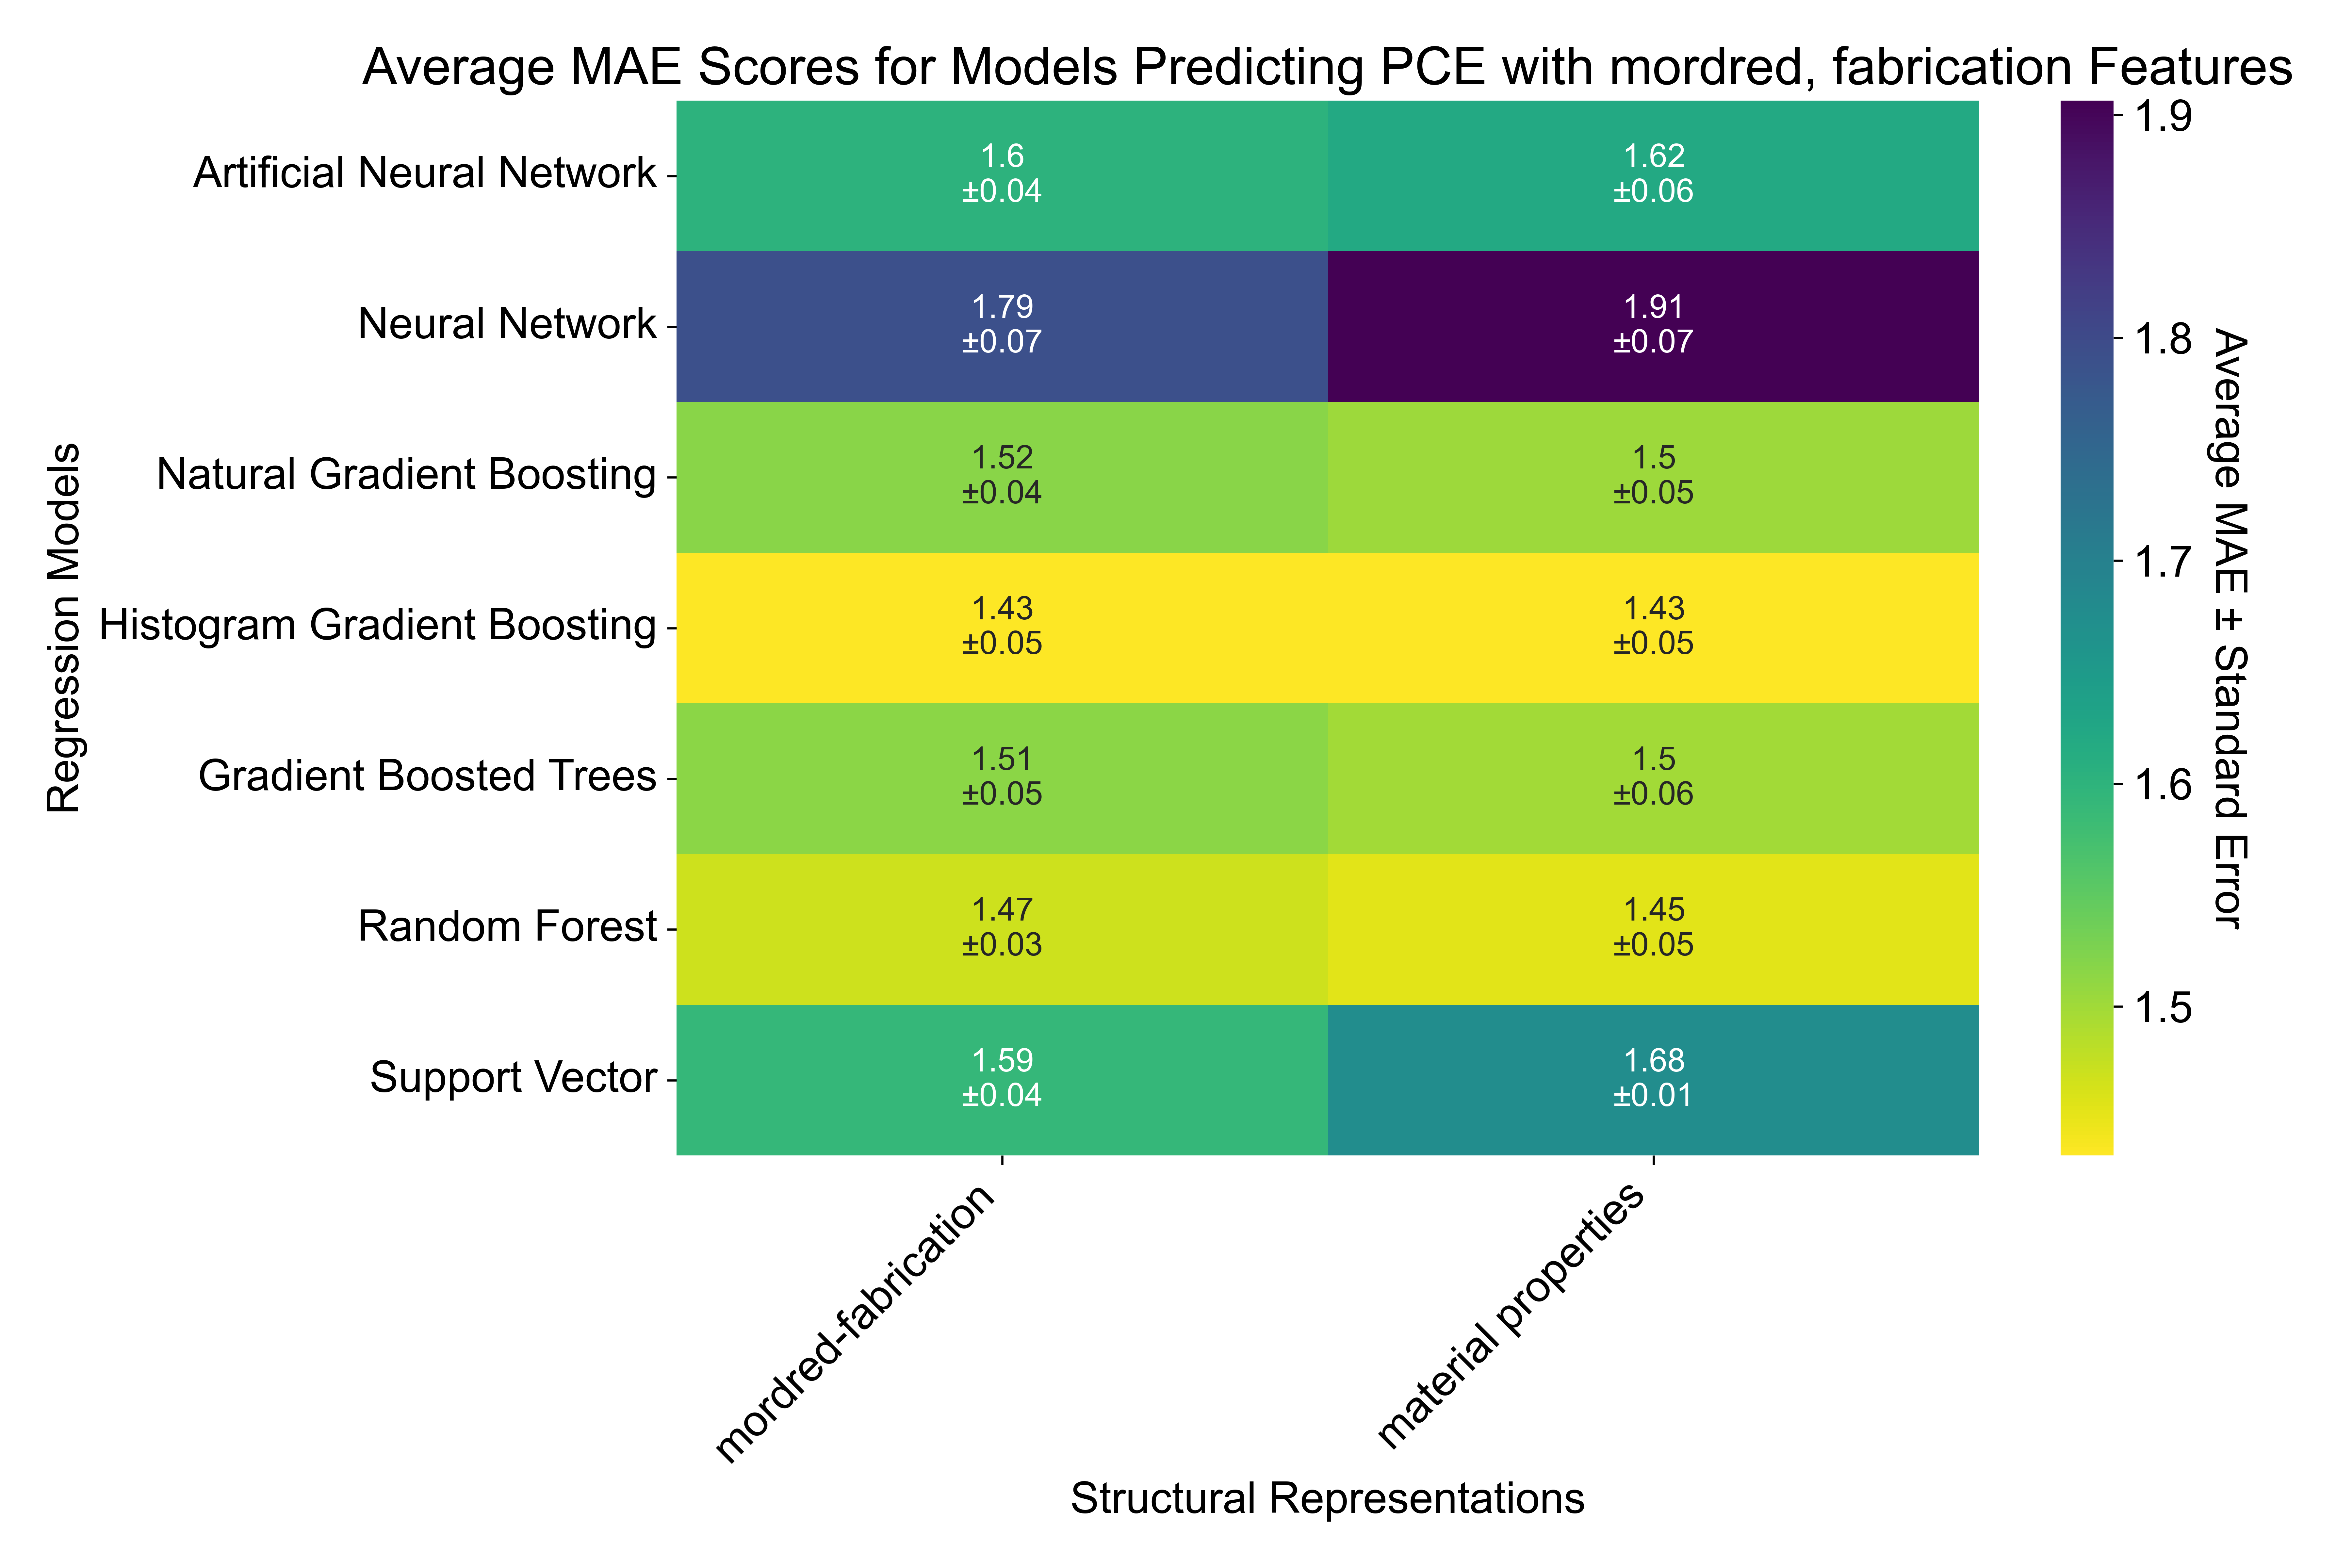 Average MAE Scores for Models Predicting PCE with mordred, fabrication Features
Regression Models
Artificial Neural Network
1.6
±0.04
1.62
±0.06
Neural Network
1.79
±0.07
1.91
±0.07
Natural Gradient Boosting
1.52
±0.04
1.5
±0.05
Histogram Gradient Boosting
1.43
±0.05
1.43
±0.05
Gradient Boosted Trees
1.51
±0.05
1.5
±0.06
Random Forest
1.47
±0.03
1.45
±0.05
Support Vector
1.59
±0.04
1.68
±0.01
mordred-fabrication
material properties
Structural Representations
1.9
1.8
1.7
1.6
1.5
Average MAE ± Standard Error